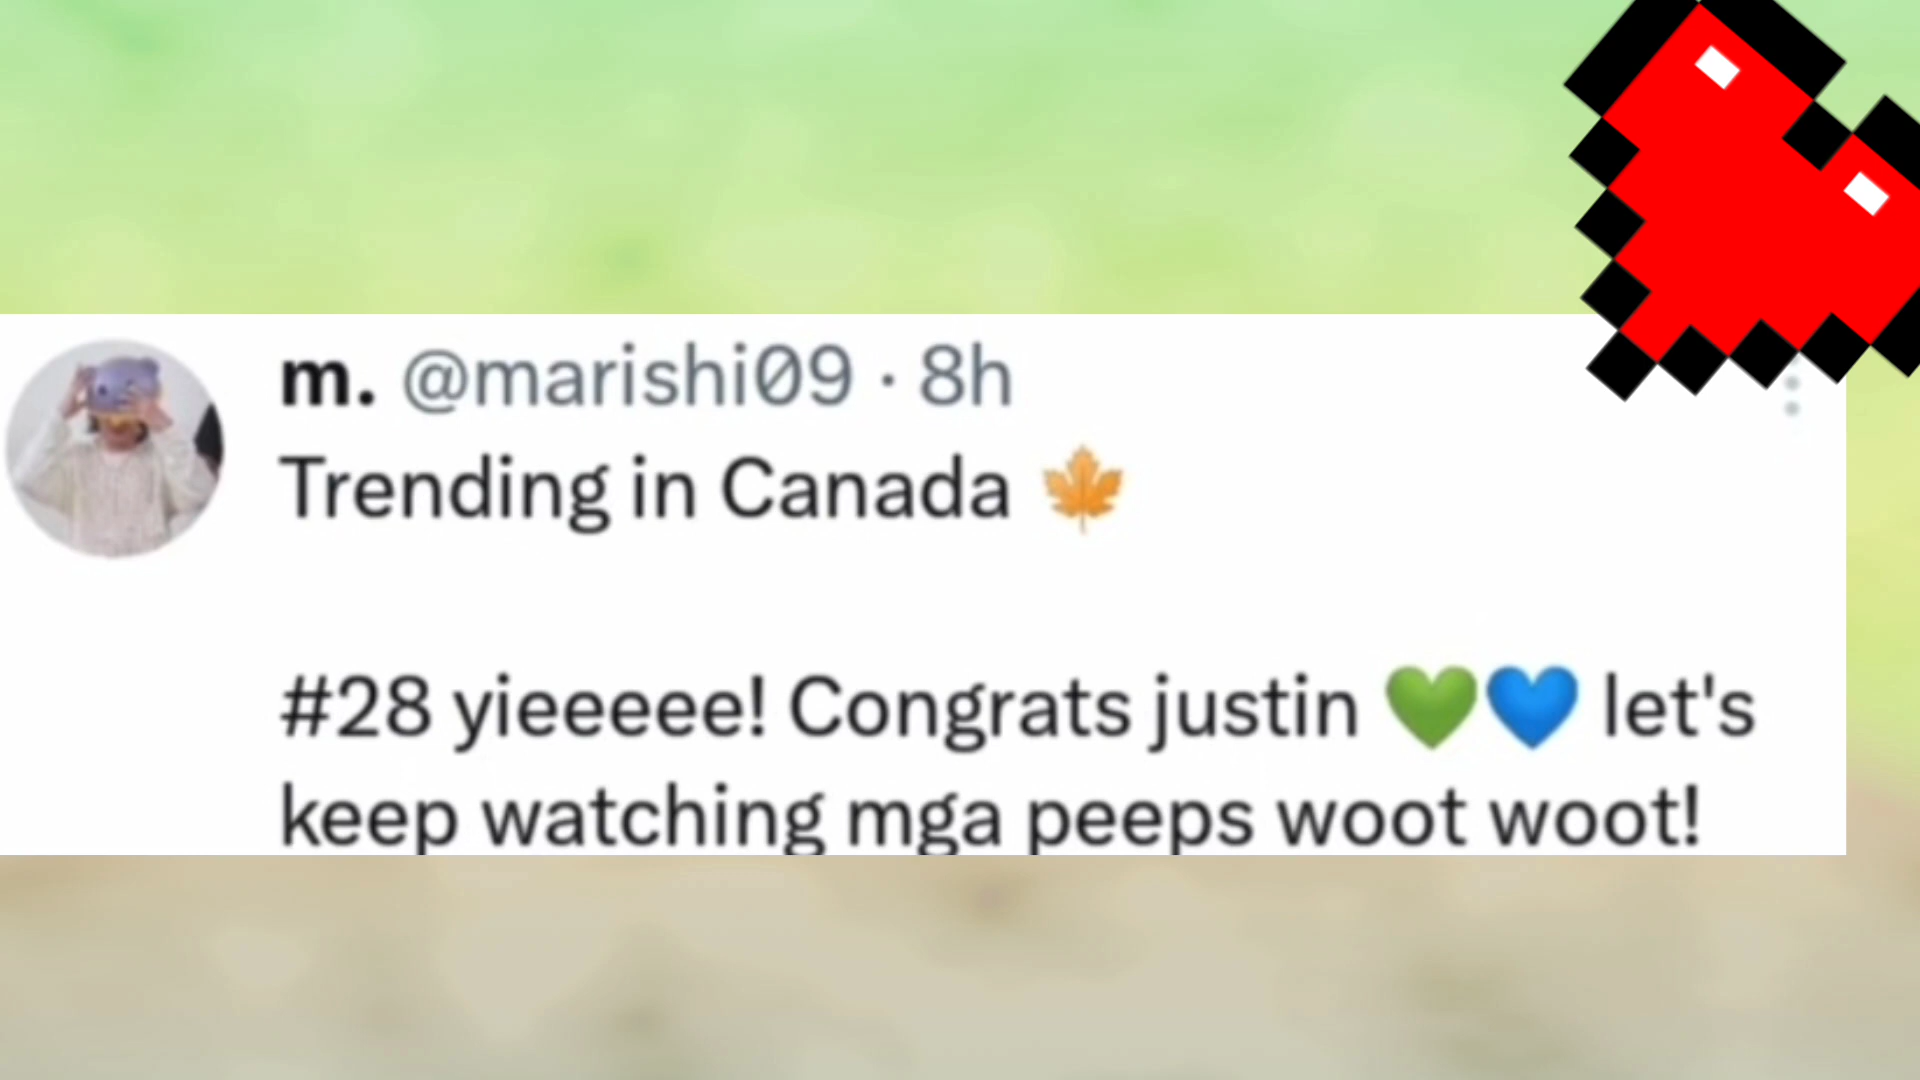 m. @marishi09 · 8h
Trending in Canada 🍁
#28 yieeeee! Congrats justin 💚💙 let's
keep watching mga peeps woot woot!